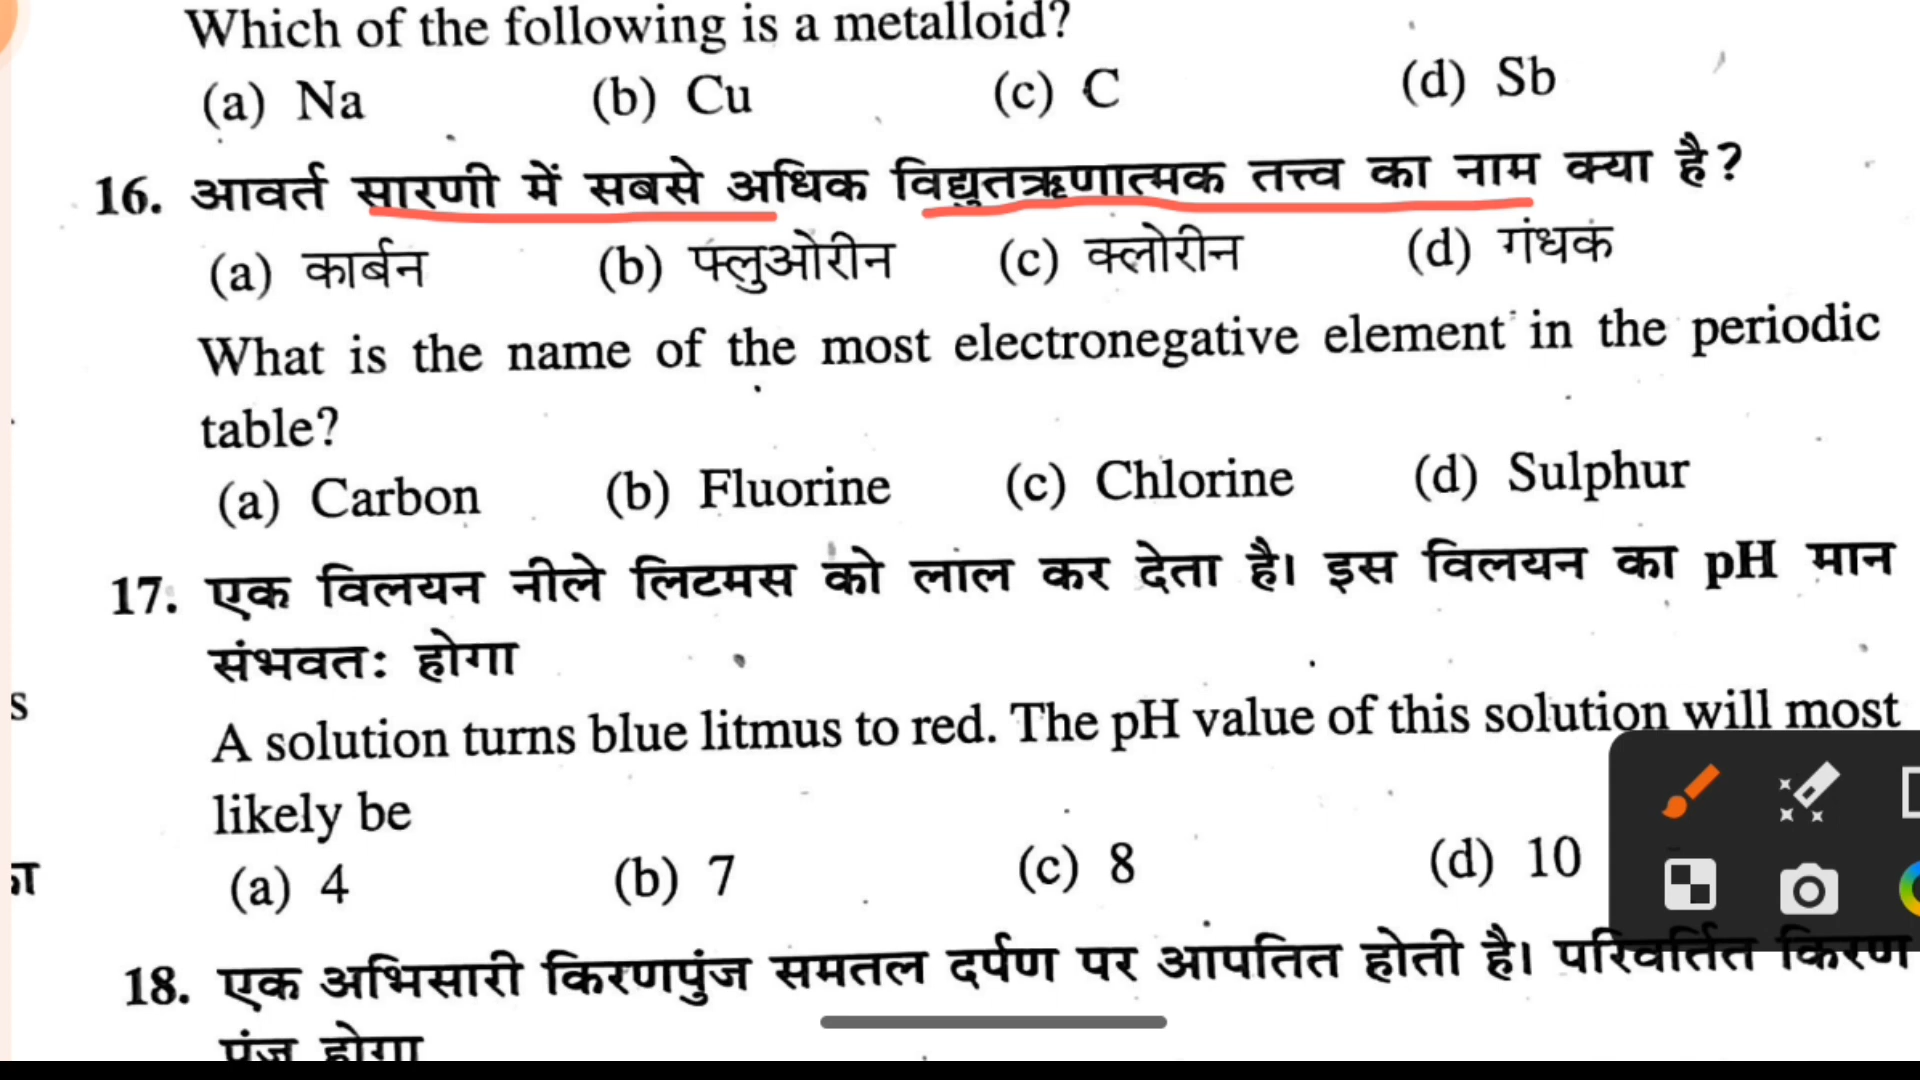 Which of the following is a metalloid?
(a) Na (b) Cu (c) C (d) Sb
16. आवर्त सारणी में सबसे अधिक विद्युतऋणात्मक तत्त्व का नाम क्या है?
(a) कार्बन (b) फ्लुओरीन (c) क्लोरीन (d) गंधक
What is the name of the most electronegative element in the periodic
table?
(a) Carbon (b) Fluorine (c) Chlorine (d) Sulphur
17. एक विलयन नीले लिटमस को लाल कर देता है। इस विलयन का pH मान
संभवतः होगा
A solution turns blue litmus to red. The pH value of this solution will most
likely be
(a) 4 (b) 7 (c) 8 (d) 10
18. एक अभिसारी किरणपुंज समतल दर्पण पर आपतित होती है। परिवर्तित किरण
पुंज होगा